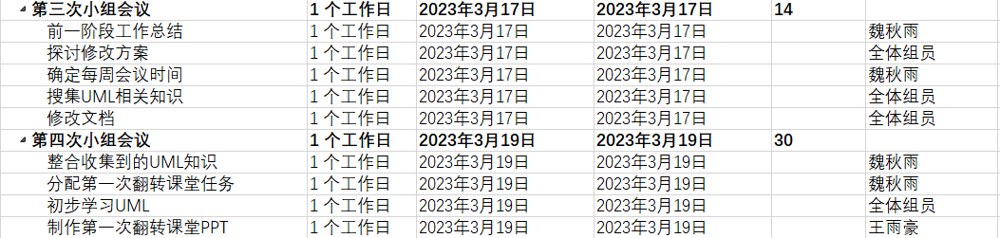 第三次小组会议 1 个工作日 2023年3月17日 2023年3月17日 14
前一阶段工作总结 1 个工作日 2023年3月17日 2023年3月17日 魏秋雨
探讨修改方案 1 个工作日 2023年3月17日 2023年3月17日 全体组员
确定每周会议时间 1 个工作日 2023年3月17日 2023年3月17日 魏秋雨
搜集UML相关知识 1 个工作日 2023年3月17日 2023年3月17日 全体组员
修改文档 1 个工作日 2023年3月17日 2023年3月17日 全体组员
第四次小组会议 1 个工作日 2023年3月19日 2023年3月19日 30
整合收集到的UML知识 1 个工作日 2023年3月19日 2023年3月19日 魏秋雨
分配第一次翻转课堂任务 1 个工作日 2023年3月19日 2023年3月19日 魏秋雨
初步学习UML 1 个工作日 2023年3月19日 2023年3月19日 全体组员
制作第一次翻转课堂PPT 1 个工作日 2023年3月19日 2023年3月19日 王雨豪